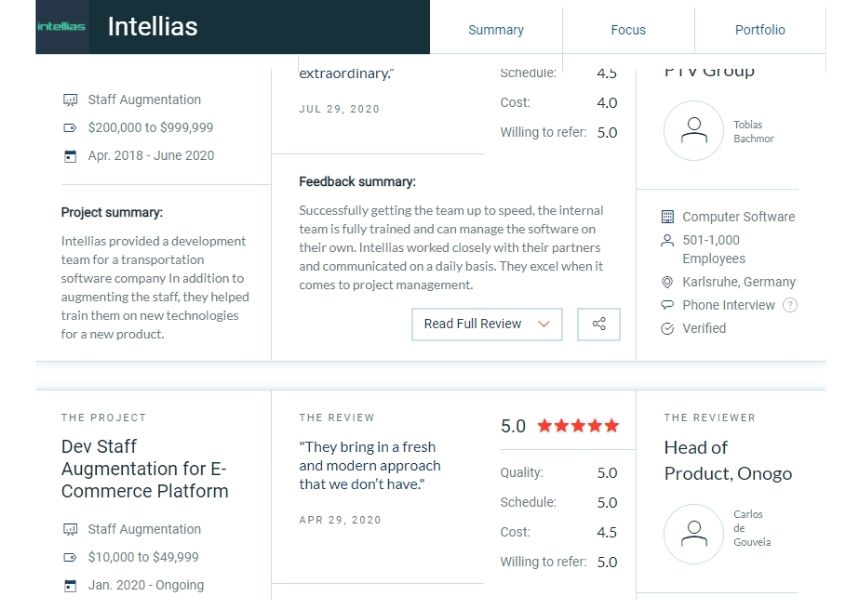 intellias
Intellias
Summary
Focus
Portfolio
Staff Augmentation
$200,000 to $999,999
Apr. 2018 - June 2020
Project summary:
Intellias provided a development
team for a transportation
software company In addition to
augmenting the staff, they helped
train them on new technologies
for a new product.
extraordinary."
JUL 29, 2020
Schedule: 4.5
Cost: 4.0
Willing to refer: 5.0
Feedback summary:
Successfully getting the team up to speed, the internal
team is fully trained and can manage the software on
their own. Intellias worked closely with their partners
and communicated on a daily basis. They excel when it
comes to project management.
Read Full Review
PTV Group
Tobias
Bachmor
Computer Software
501-1,000
Employees
Karlsruhe, Germany
Phone Interview ?
Verified
THE PROJECT
Dev Staff
Augmentation for E-
Commerce Platform
Staff Augmentation
$10,000 to $49,999
Jan. 2020 - Ongoing
THE REVIEW
"They bring in a fresh
and modern approach
that we don't have."
APR 29, 2020
5.0
Quality: 5.0
Schedule: 5.0
Cost: 4.5
Willing to refer: 5.0
THE REVIEWER
Head of
Product, Onogo
Carlos
de
Gouveia